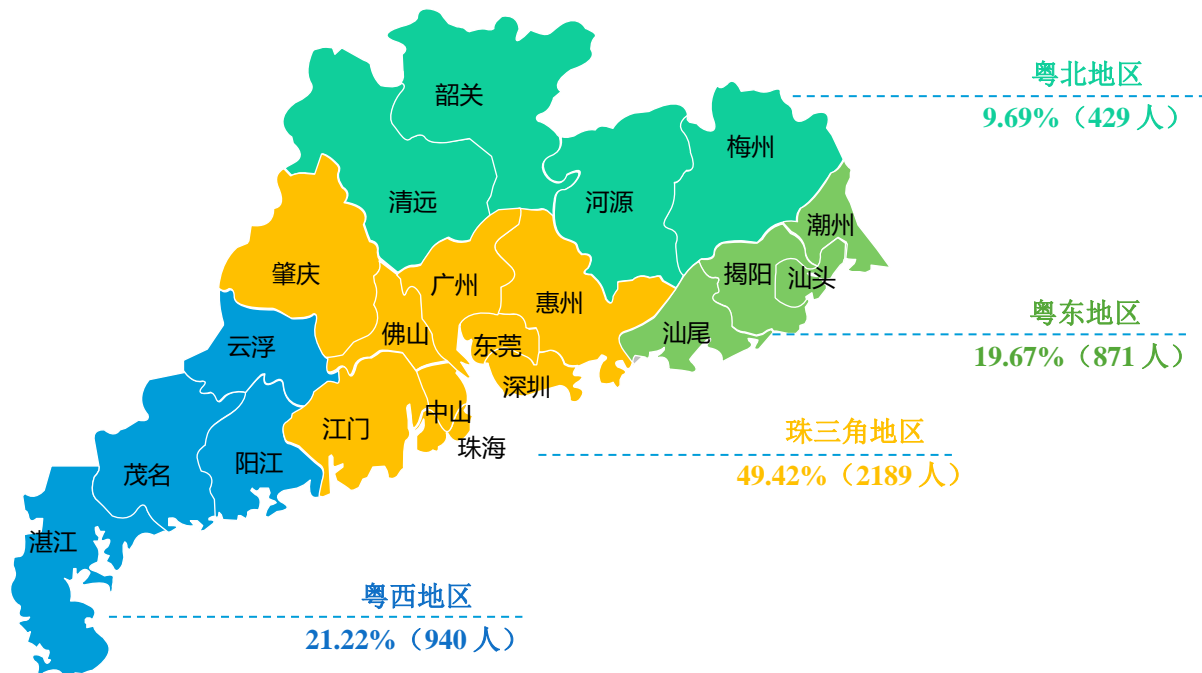 韶关
粤北地区
9.69%（429 人）
梅州
清远
河源
潮州
肇庆
广州
揭阳
汕头
惠州
粤东地区
19.67%（871 人）
云浮
佛山
东莞
汕尾
深圳
江门
中山
珠海
珠三角地区
49.42%（2189 人）
茂名
阳江
湛江
粤西地区
21.22%（940 人）